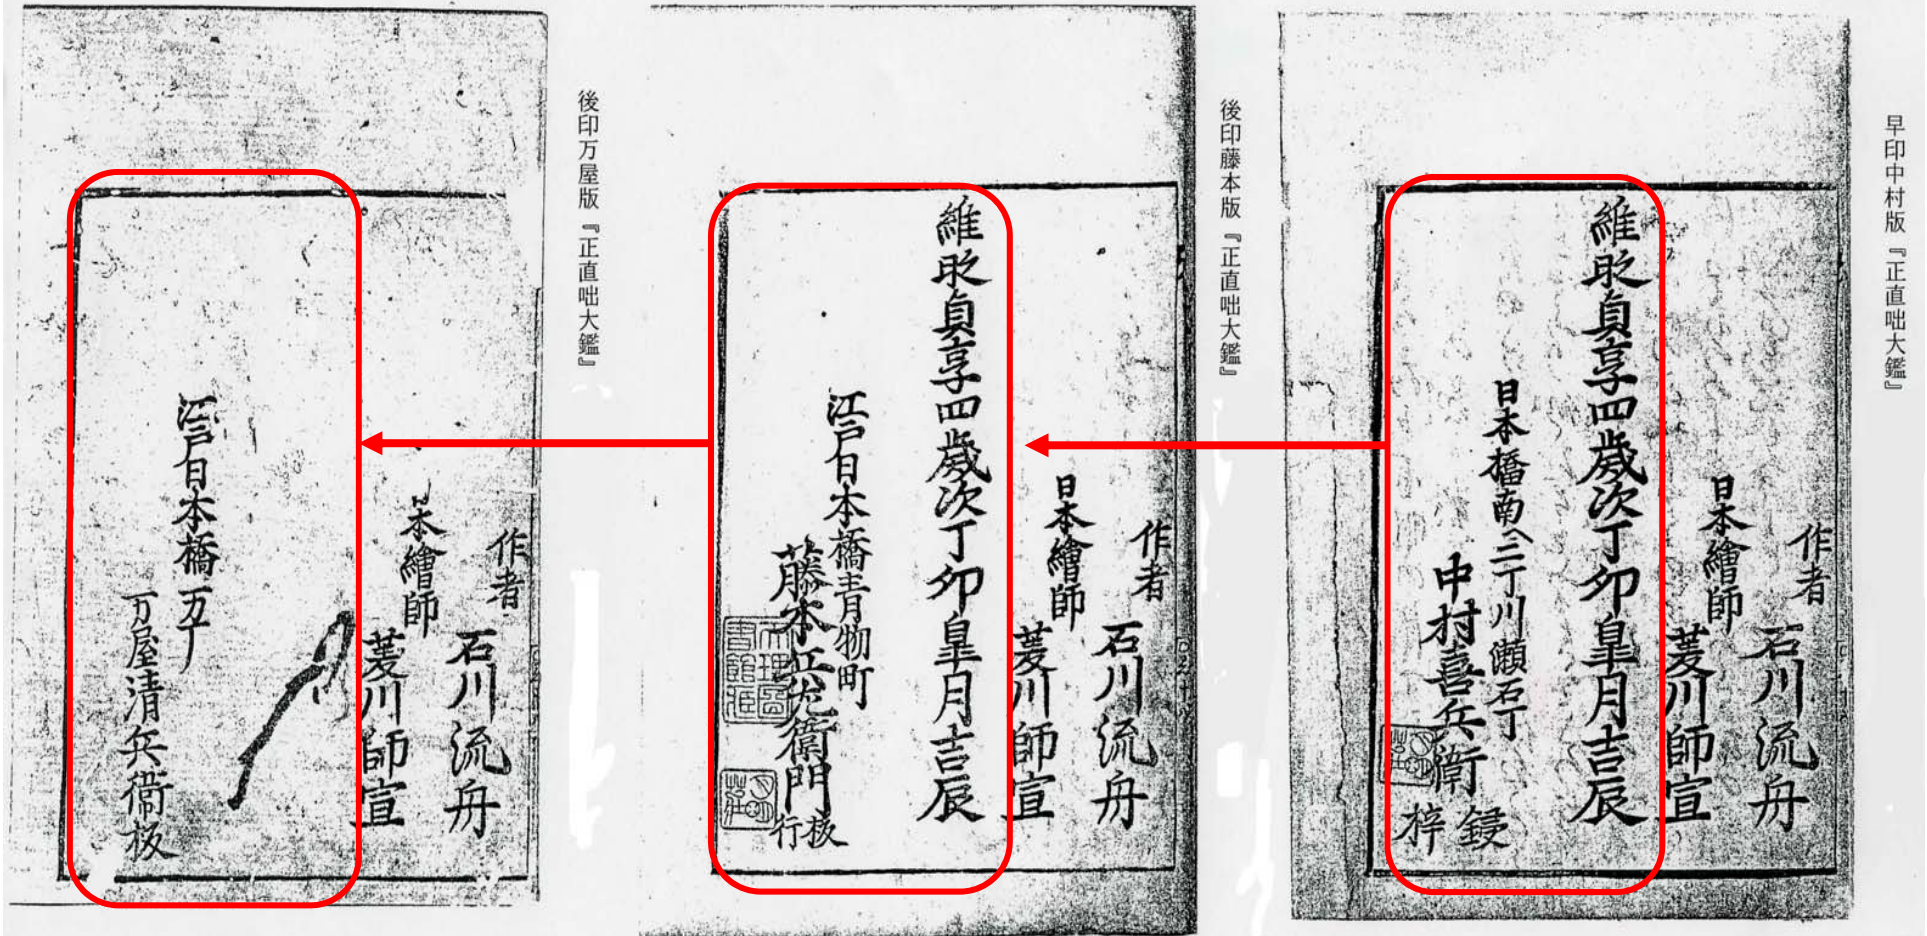 早印中村版『正直咄大鑑』
作者
石川流舟
日本繪師
菱川師宣
維時貞享四歳次丁卯皐月吉辰
日本橋南へ二丁川瀬石丁
中村喜兵衛
鋟梓
後印藤本版『正直咄大鑑』
作者
石川流舟
日本繪師
菱川師宣
維時貞享四歳次丁卯皐月吉辰
江戸日本橋青物町
藤本兵左衛門
板行
後印万屋版『正直咄大鑑』
作者
石川流舟
本繪師
菱川師宣
江戸日本橋万丁
万屋清兵衛板